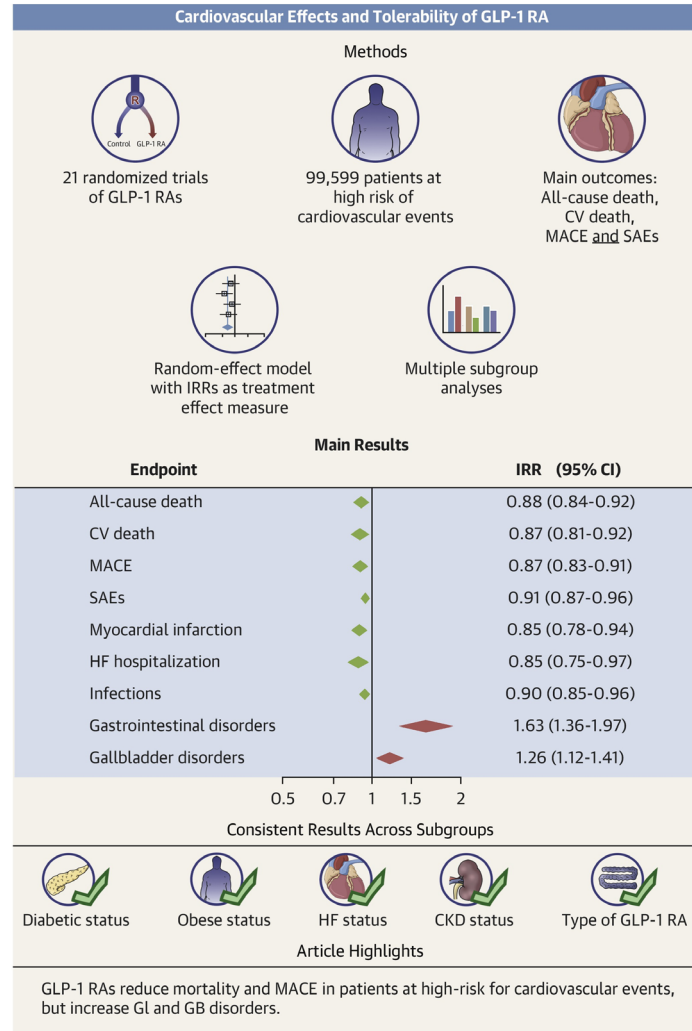 Cardiovascular Effects and Tolerability of GLP-1 RA
Methods
R
Control GLP-1 RA
21 randomized trials
of GLP-1 RAs
99,599 patients at
high risk of
cardiovascular events
Main outcomes:
All-cause death,
CV death,
MACE and SAEs
Random-effect model
with IRRs as treatment
effect measure
Multiple subgroup
analyses
Main Results
Endpoint IRR (95% CI)
All-cause death 0.88 (0.84-0.92)
CV death 0.87 (0.81-0.92)
MACE 0.87 (0.83-0.91)
SAEs 0.91 (0.87-0.96)
Myocardial infarction 0.85 (0.78-0.94)
HF hospitalization 0.85 (0.75-0.97)
Infections 0.90 (0.85-0.96)
Gastrointestinal disorders 1.63 (1.36-1.97)
Gallbladder disorders 1.26 (1.12-1.41)
0.5 0.7 1 1.5 2
Consistent Results Across Subgroups
Diabetic status Obese status HF status CKD status Type of GLP-1 RA
Article Highlights
GLP-1 RAs reduce mortality and MACE in patients at high-risk for cardiovascular events,
but increase GI and GB disorders.